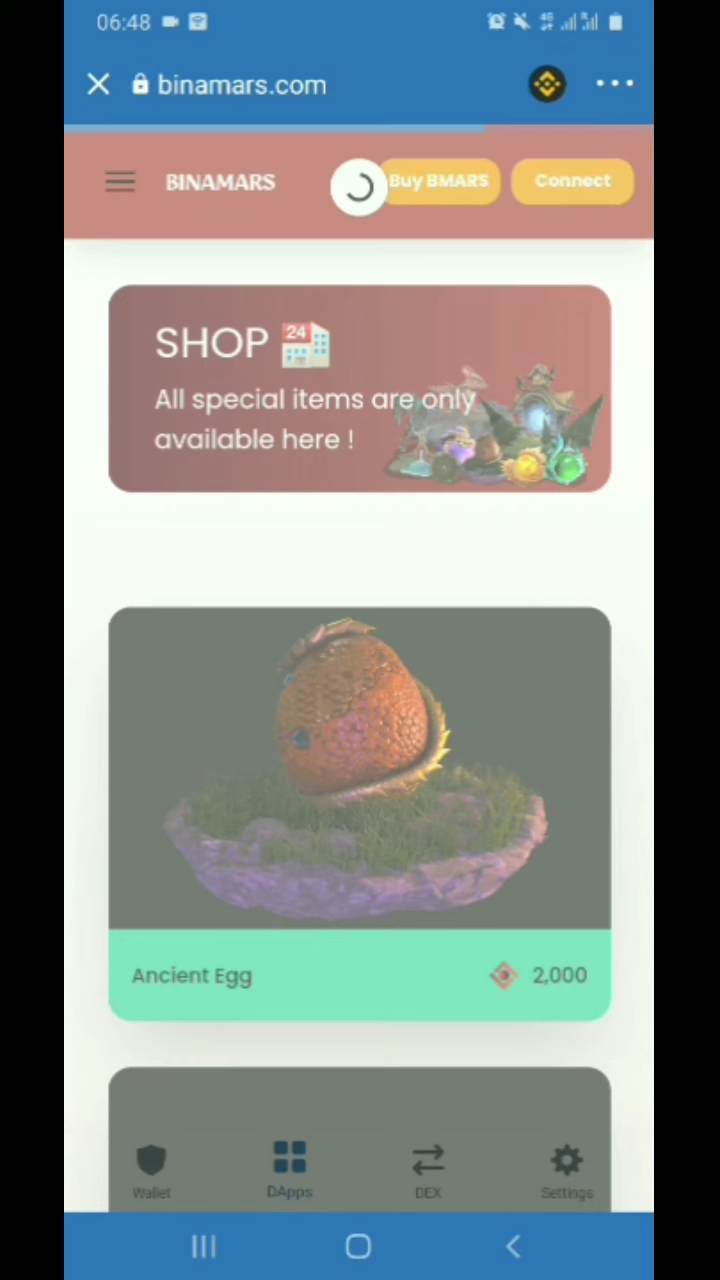 06:48
binamars.com
BINAMARS
Buy BMARS
Connect
SHOP 24
All special items are only
available here !
Ancient Egg
2,000
Wallet
DApps
DEX
Settings